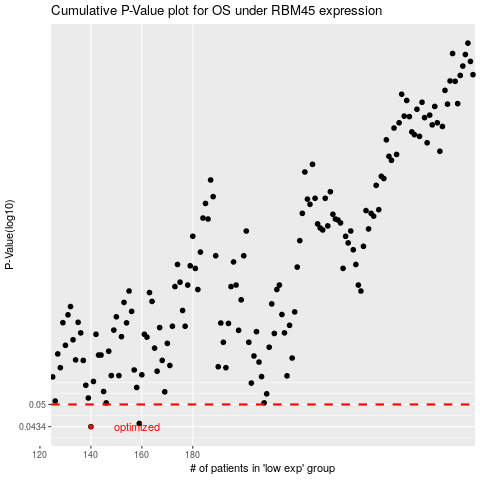 Cumulative P-Value plot for OS under RBM45 expression
P-Value(log10)
0.05
0.0434
optimized
120 140 160 180
# of patients in 'low exp' group